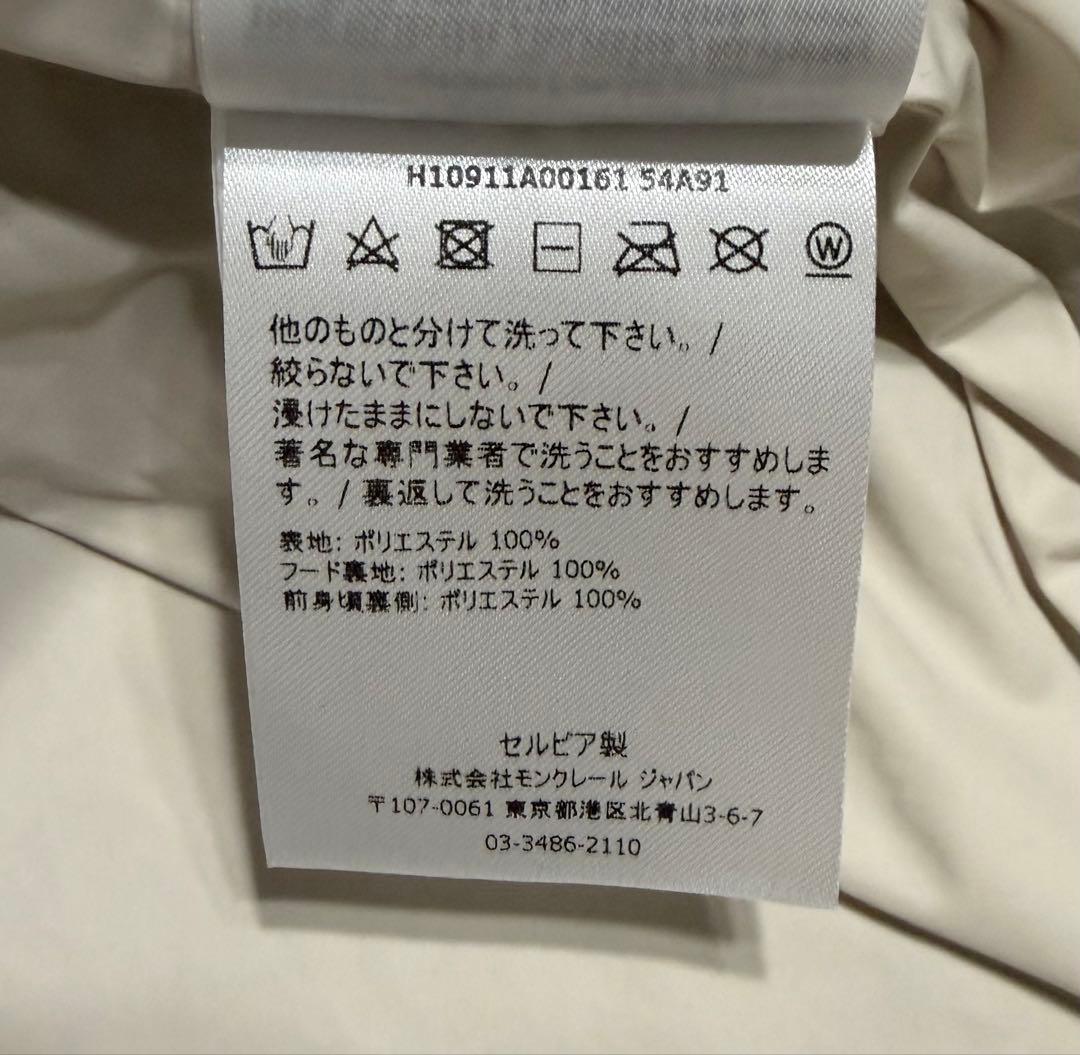 H10911A00161 54A91
W
他のものと分けて洗って下さい。/
絞らないで下さい。/
浸けたままにしないで下さい。/
著名な専門業者で洗うことをおすすめしま
す。/ 裏返して洗うことをおすすめします。
表地: ポリエステル 100%
フード裏地: ポリエステル 100%
前身頃裏側: ポリエステル 100%
セルビア製
株式会社モンクレール ジャパン
〒107-0061 東京都港区北青山3-6-7
03-3486-2110